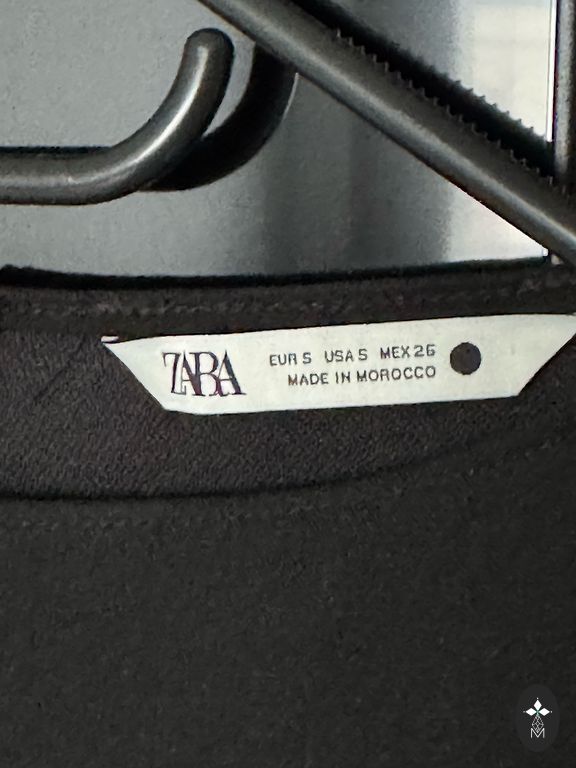 ZARA
EUR S USA S MEX 26
MADE IN MOROCCO
M